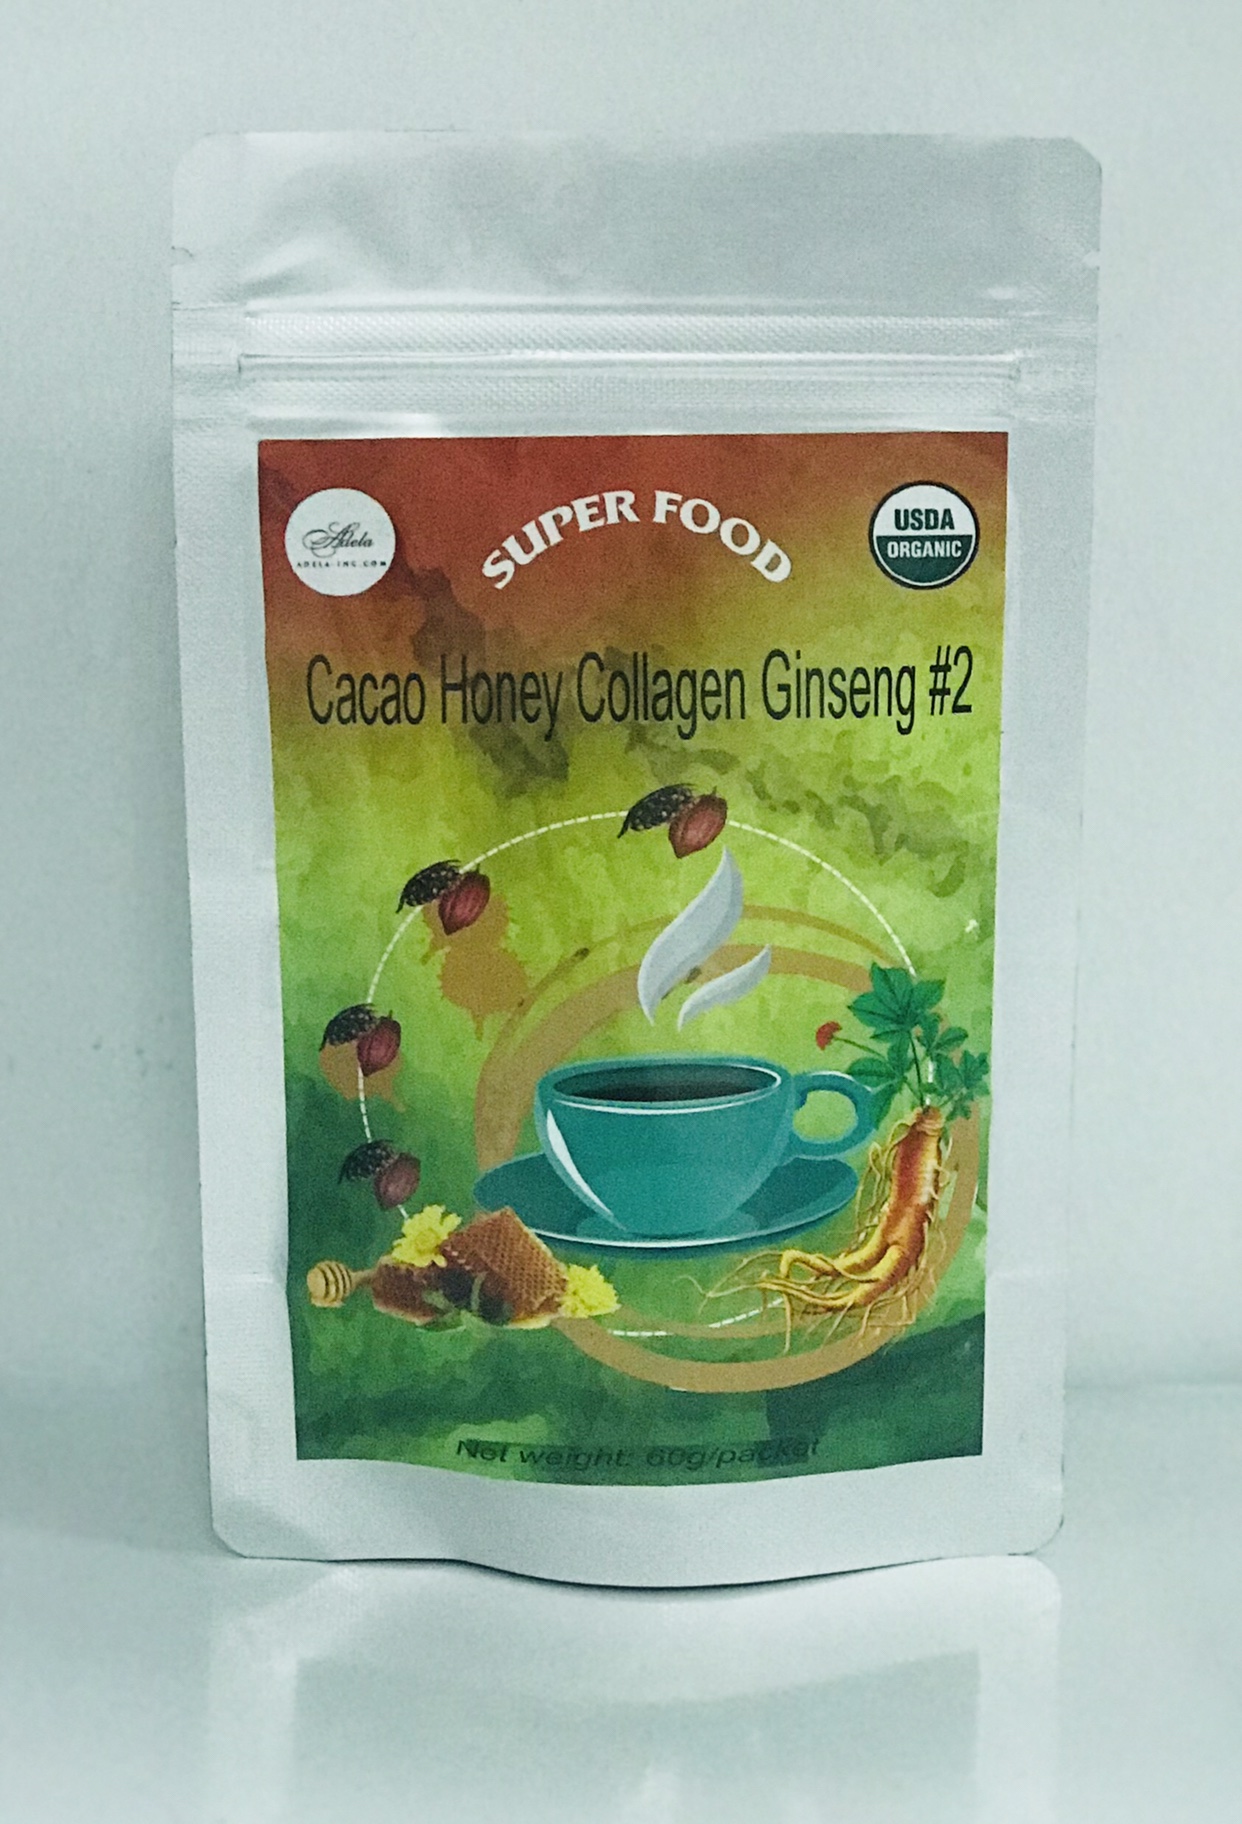 SUPER FOOD
Adela
ADELA-INC.COM
USDA
ORGANIC
Cacao Honey Collagen Ginseng #2
Net weight: 60g/packet